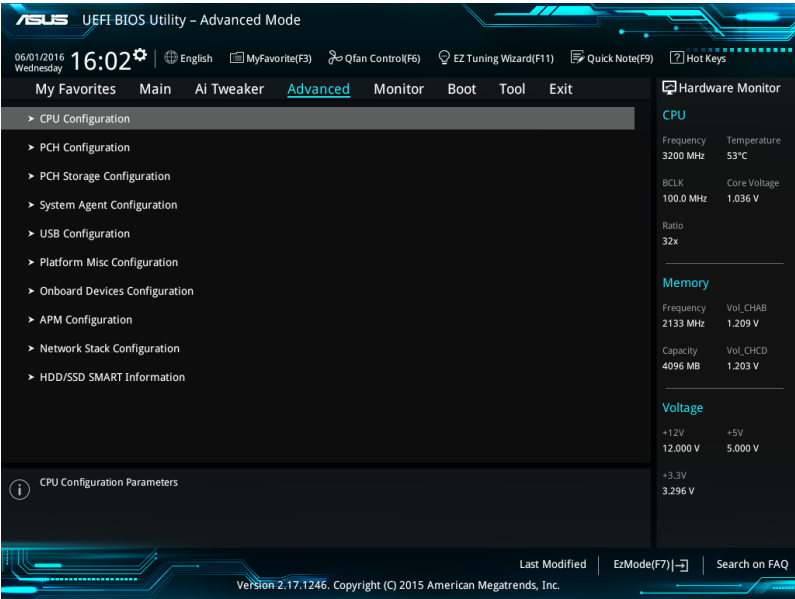 ASUS UEFI BIOS Utility – Advanced Mode
06/01/2016
Wednesday
16:02
English
MyFavorite(F3)
Qfan Control(F6)
EZ Tuning Wizard(F11)
Quick Note(F9)
? Hot Keys
My Favorites Main Ai Tweaker Advanced Monitor Boot Tool Exit
> CPU Configuration
> PCH Configuration
> PCH Storage Configuration
> System Agent Configuration
> USB Configuration
> Platform Misc Configuration
> Onboard Devices Configuration
> APM Configuration
> Network Stack Configuration
> HDD/SSD SMART Information
i CPU Configuration Parameters
Hardware Monitor
CPU
Frequency Temperature
3200 MHz 53°C
BCLK Core Voltage
100.0 MHz 1.036 V
Ratio
32x
Memory
Frequency Vol_CHAB
2133 MHz 1.209 V
Capacity Vol_CHCD
4096 MB 1.203 V
Voltage
+12V +5V
12.000 V 5.000 V
+3.3V
3.296 V
Last Modified EzMode(F7) Search on FAQ
Version 2.17.1246. Copyright (C) 2015 American Megatrends, Inc.